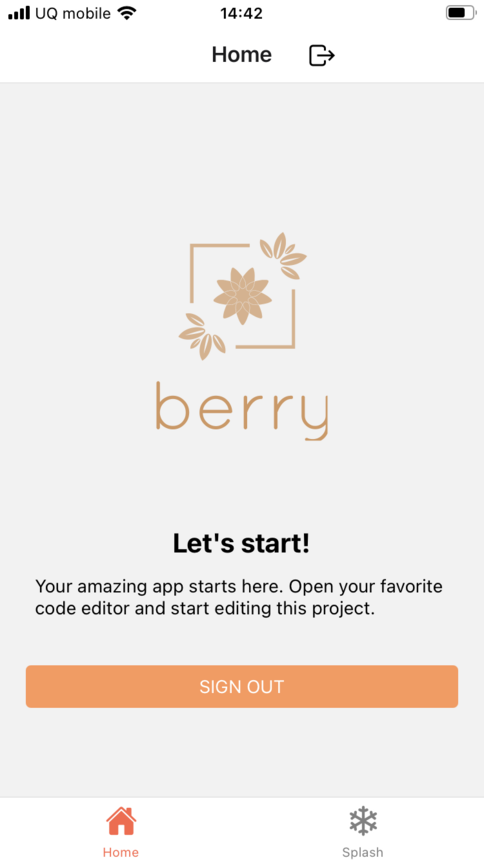 UQ mobile 14:42
Home
berry
Let's start!
Your amazing app starts here. Open your favorite
code editor and start editing this project.
SIGN OUT
Home Splash